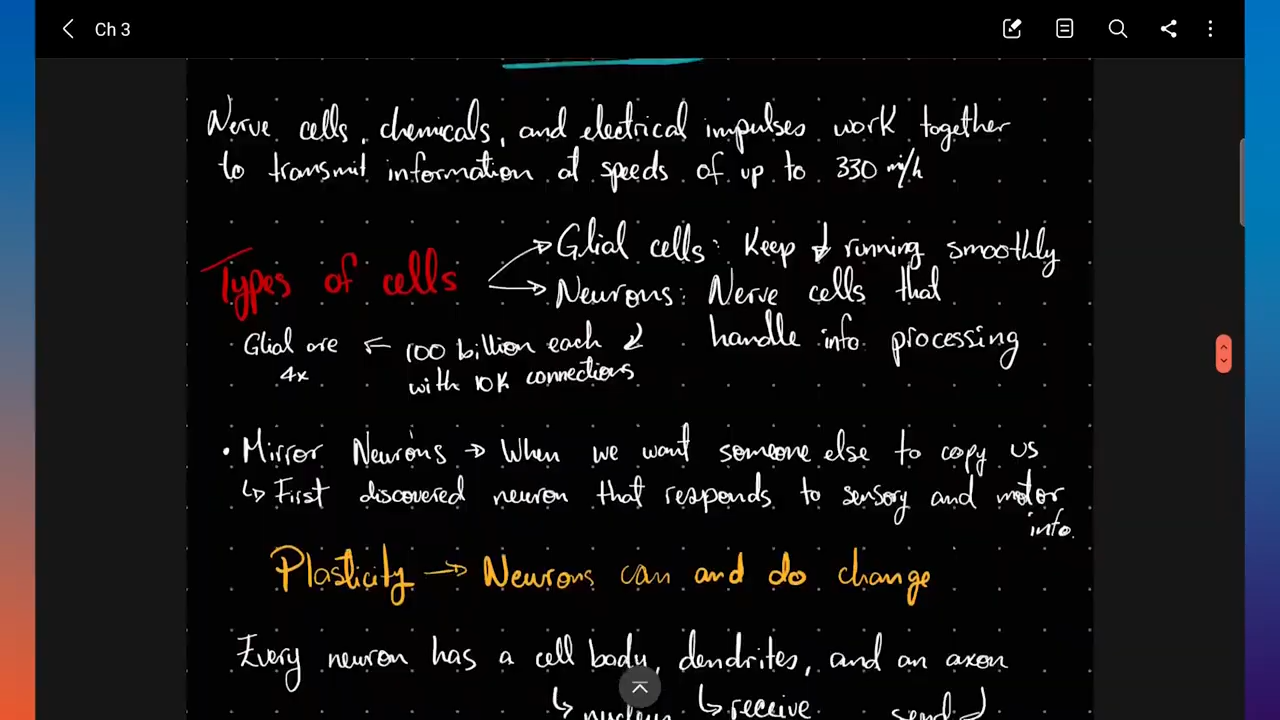 Ch 3
Nerve cells, chemicals, and electrical impulses work together
to transmit information at speeds of up to 330 mi/h
Types of cells
→ Glial cells: Keep ↓ running smoothly
→ Neurons: Nerve cells that
handle info processing
Glial are ← 100 billion each
4x with 10K connections
• Mirror Neurons → When we want someone else to copy us
↳ First discovered neuron that responds to sensory and motor
info.
Plasticity → Neurons can and do change
Every neuron has a cell body, dendrites, and an axon
↳ nucleus ↳ receive send